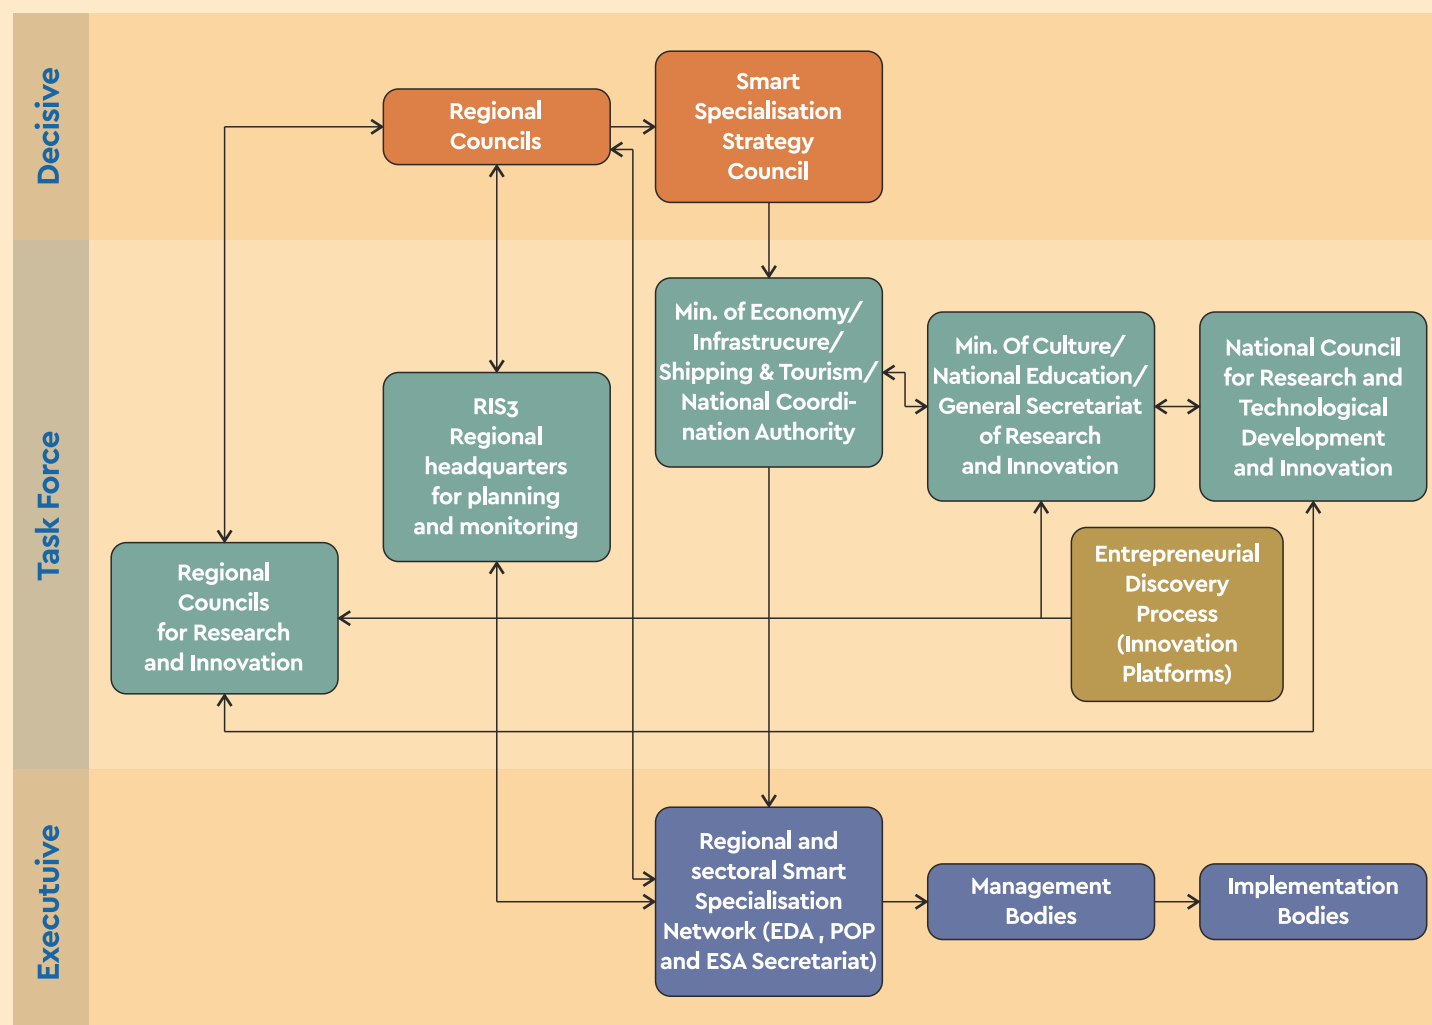 Decisive
Regional
Councils
Smart
Specialisation
Strategy
Council
Task Force
Min. of Economy/
Infrastrucure/
Shipping & Tourism/
National Coordi-
nation Authority
Min. Of Culture/
National Education/
General Secretariat
of Research
and Innovation
National Council
for Research and
Technological
Development
and Innovation
RIS3
Regional
headquarters
for planning
and monitoring
Regional
Councils
for Research
and Innovation
Entrepreneurial
Discovery
Process
(Innovation
Platforms)
Executuive
Regional and
sectoral Smart
Specialisation
Network (EDA , POP
and ESA Secretariat)
Management
Bodies
Implementation
Bodies